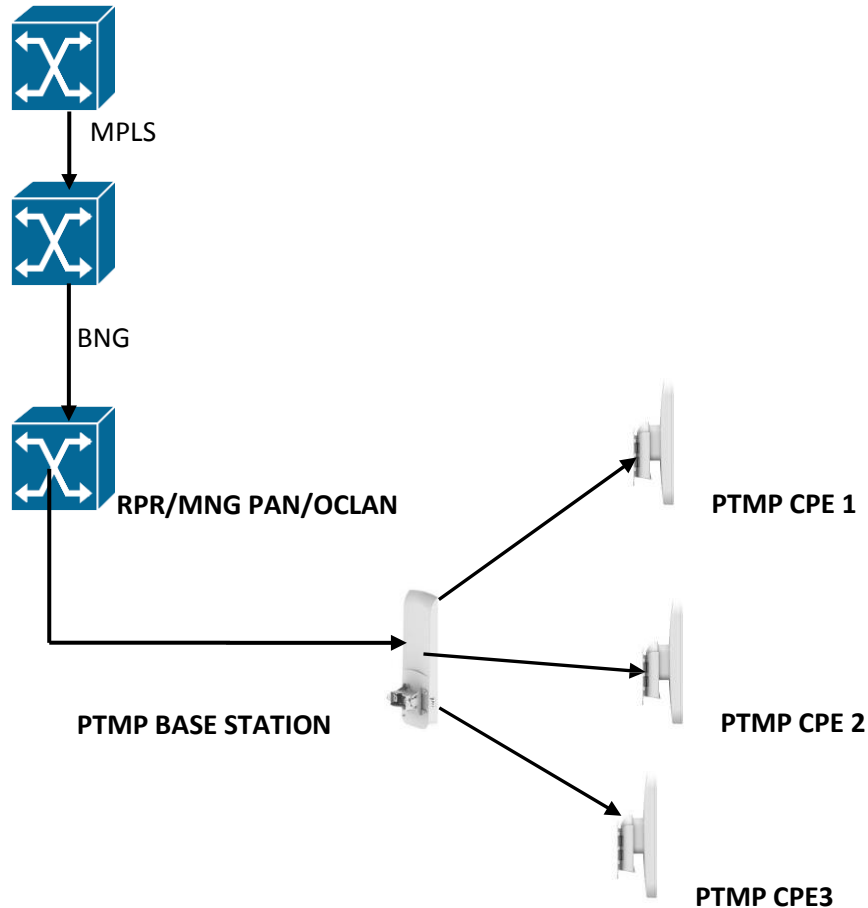 MPLS
BNG
RPR/MNG PAN/OCLAN
PTMP CPE 1
PTMP BASE STATION
PTMP CPE 2
PTMP CPE3